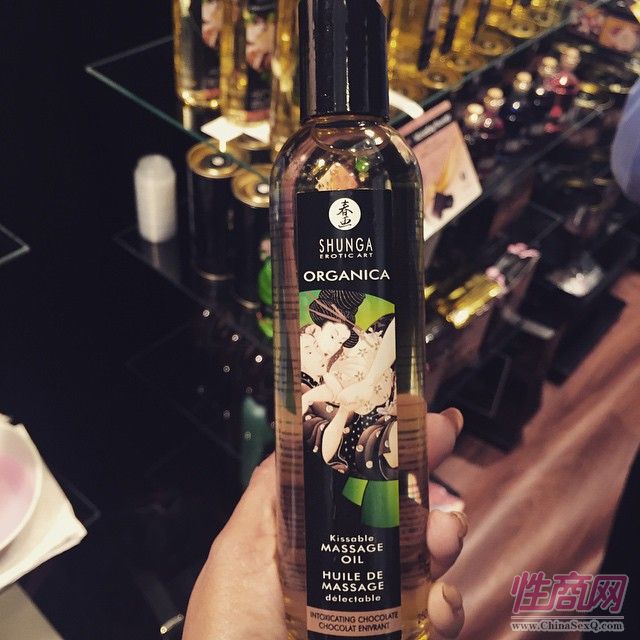 春画
SHUNGA
EROTIC ART
ORGANICA
Kissable
MASSAGE
OIL
HUILE DE
MASSAGE
délectable
INTOXICATING CHOCOLATE
CHOCOLAT ENIVRANT
性商网
www.ChinaSexQ.com